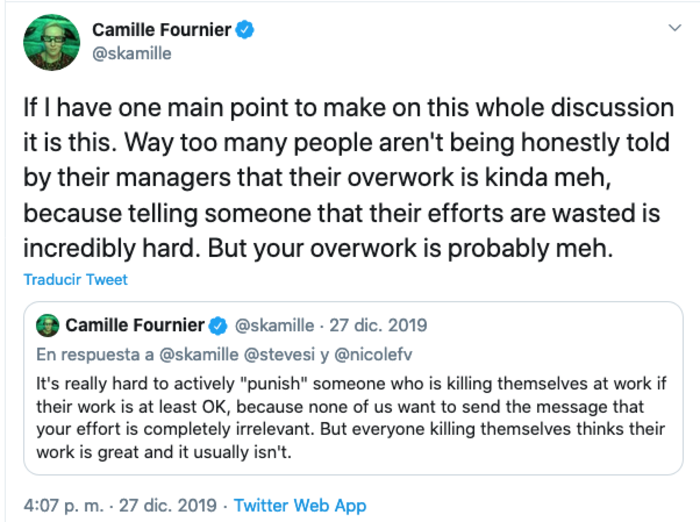 Camille Fournier
@skamille
If I have one main point to make on this whole discussion
it is this. Way too many people aren't being honestly told
by their managers that their overwork is kinda meh,
because telling someone that their efforts are wasted is
incredibly hard. But your overwork is probably meh.
Traducir Tweet
Camille Fournier @skamille · 27 dic. 2019
En respuesta a @skamille @stevesi y @nicolefv
It's really hard to actively "punish" someone who is killing themselves at work if
their work is at least OK, because none of us want to send the message that
your effort is completely irrelevant. But everyone killing themselves thinks their
work is great and it usually isn't.
4:07 p. m. · 27 dic. 2019 · Twitter Web App